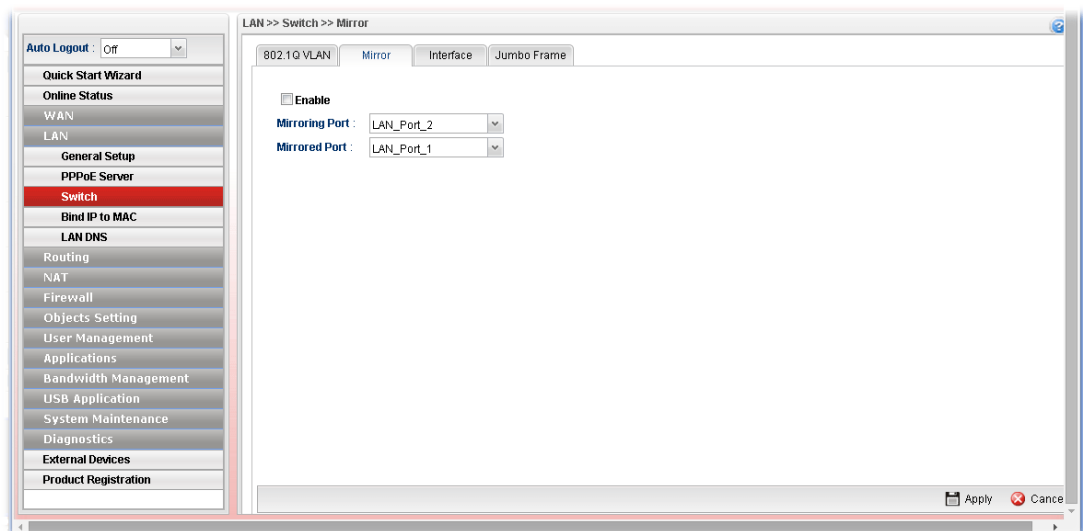 LAN >> Switch >> Mirror
Auto Logout : Off
Quick Start Wizard
Online Status
WAN
LAN
General Setup
PPPoE Server
Switch
Bind IP to MAC
LAN DNS
Routing
NAT
Firewall
Objects Setting
User Management
Applications
Bandwidth Management
USB Application
System Maintenance
Diagnostics
External Devices
Product Registration
802.1Q VLAN Mirror Interface Jumbo Frame
Enable
Mirroring Port : LAN_Port_2
Mirrored Port : LAN_Port_1
Apply Cance